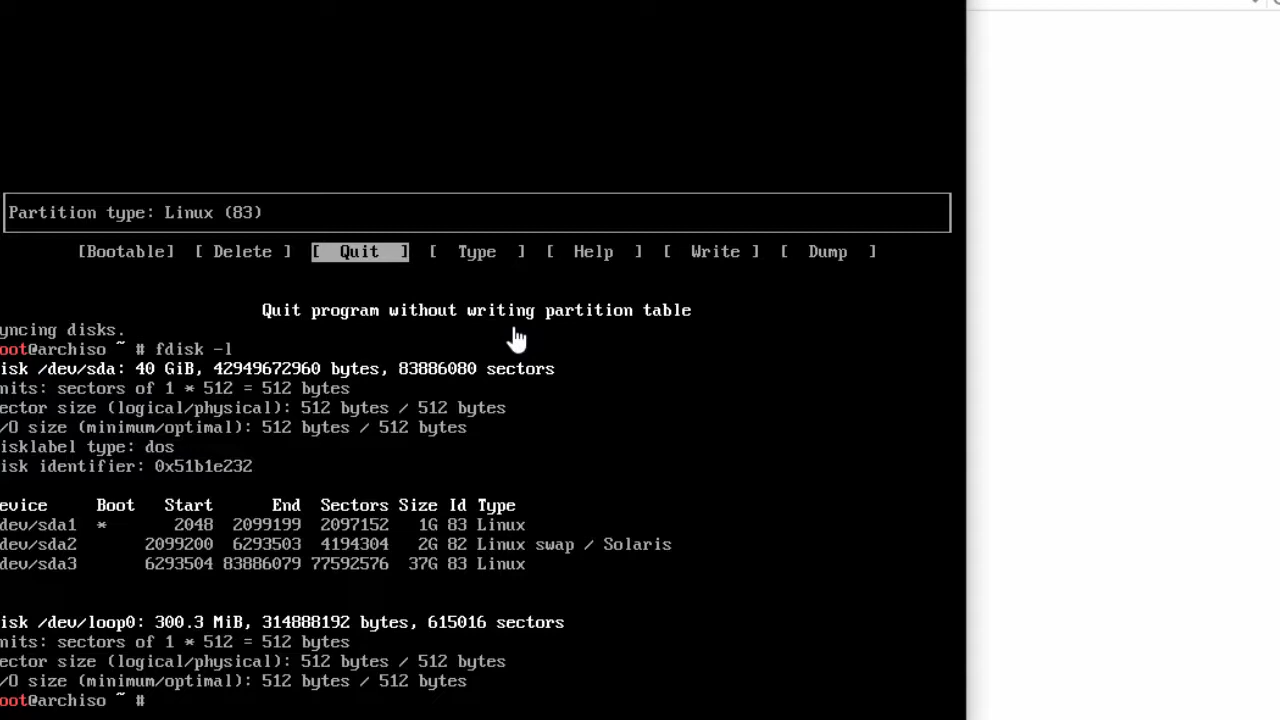 Partition type: Linux (83)
[Bootable] [ Delete ] [ Quit ] [ Type ] [ Help ] [ Write ] [ Dump ]
Quit program without writing partition table
yncing disks.
oot@archiso ~ # fdisk -l
isk /dev/sda: 40 GiB, 42949672960 bytes, 83886080 sectors
nits: sectors of 1 * 512 = 512 bytes
ector size (logical/physical): 512 bytes / 512 bytes
/O size (minimum/optimal): 512 bytes / 512 bytes
isklabel type: dos
isk identifier: 0x51b1e232
evice Boot Start End Sectors Size Id Type
dev/sda1 * 2048 2099199 2097152 1G 83 Linux
dev/sda2 2099200 6293503 4194304 2G 82 Linux swap / Solaris
dev/sda3 6293504 83886079 77592576 37G 83 Linux
isk /dev/loop0: 300.3 MiB, 314888192 bytes, 615016 sectors
nits: sectors of 1 * 512 = 512 bytes
ector size (logical/physical): 512 bytes / 512 bytes
/O size (minimum/optimal): 512 bytes / 512 bytes
oot@archiso ~ #